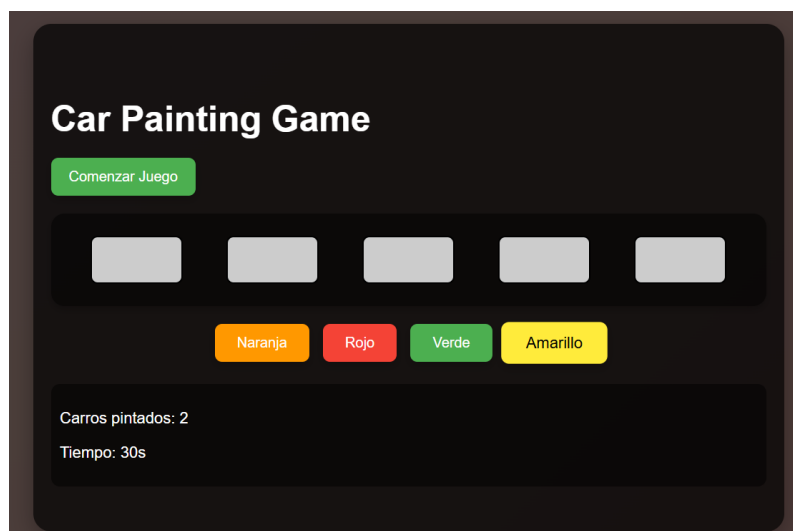 Car Painting Game
Comenzar Juego
Naranja Rojo Verde Amarillo
Carros pintados: 2
Tiempo: 30s